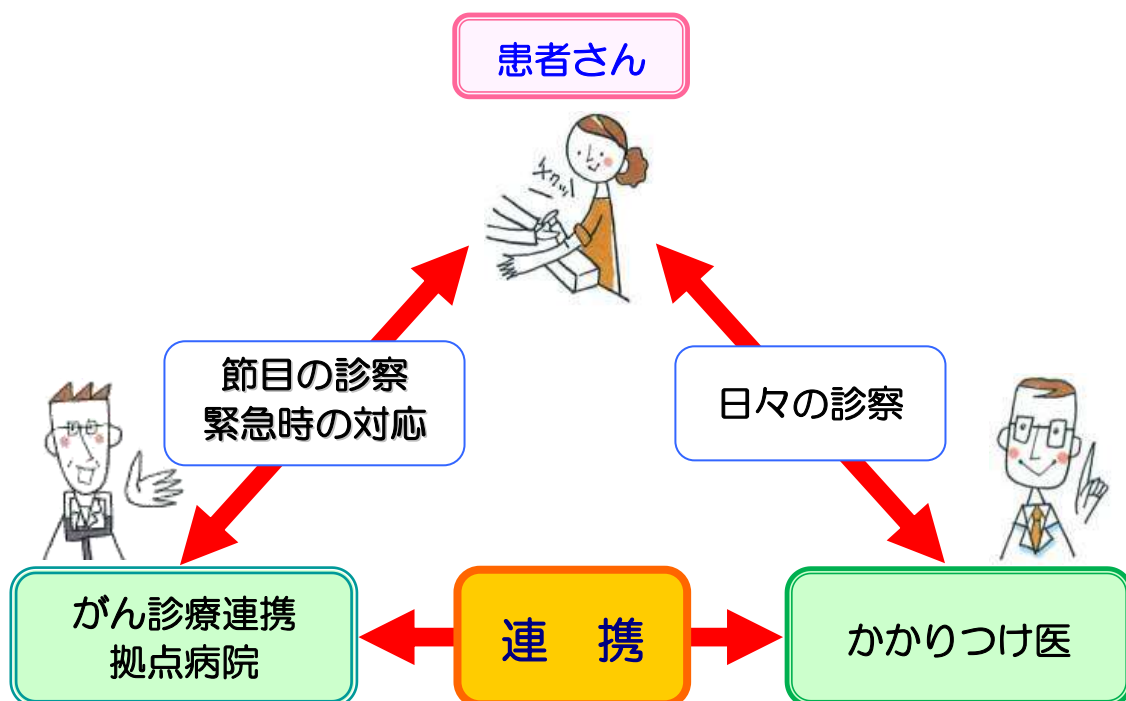 患者さん
チクッ
節目の診察
緊急時の対応
日々の診察
がん診療連携
拠点病院
連　携
かかりつけ医